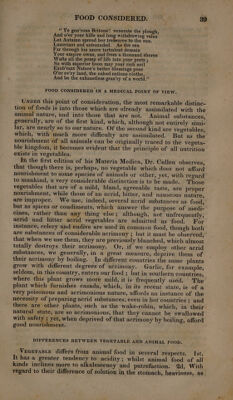 FOOD CONSIDERED. 39
" Ye gen'rous Britons! venerate the plough,
And o'er your hills and long withdrawing vales
Let Autumn spread her treasures to the sun,
Luxuriant and unbounded. As the sea
Far through his azure turbulent domain
Your empire owns, and from a thousand shores
Wafts all the pomp of life into your ports;
So with superior boon may your rich soil
Exub'rant Nature's better blessings pour
O'er ev'ry land, the naked nations clothe,
And be the exhaustless gran'ry of a world."
FOOD CONSIDERED IN A MEDICAL POINT OF VIEW.
Under this point of consideration, the most remarkable distinc-
tion of foods is into those which are already assimilated with the
animal nature, and into those that are not. Animal substances,
generally, are of the first kind, which, although not entirely simi-
lar, are nearly so to our nature. Of the second kind are vegetables,
which, with much more difficulty are assimilated. But as the
nourishment of all animals can be originally traced to the vegeta-
ble kingdom, it becomes evident that the principle of all nutrition
exists in vegetables.
In the first edition of his Materia Medica, Dr. Cullen observes,
that though there is, perhaps, no vegetable which does not afford
nourishment to some species of animals or other, yet, with regard
to mankind, a very considerable distinction is to be made. Those
vegetables that are of a mild, bland, agreeable taste, are proper
nourishment, while those of an acrid, bitter, and nauseous nature,
are improper. We use, indeed, several acrid substances as food,
but as spices or condiments, which answer the purpose of medi-
cines, rather than any thing else; although, not unfrequently,
acrid and bitter acrid vegetables are admitted as food. For
instance, celery and endive are used in common food, though both
are substances of considerable acrimony; but it must be observed,
that when we use them, they are previously blanched, which almost
totally destroys their acrimony. Or, if we employ other acrid
substances, we generally, in a great measure, deprive them of
their acrimony by boiling. In different countries the same plants
grow with different degrees of acrimony. Garlic, for example,
seldom, in this country, enters our food; but in southern countries,
where this plant grows more mild, it is frequently used. The
plant which furnishes casada, which, in its recent state, is of a
very poisonous and acrimonious nature, affords an instance of the
necessity of preparing acrid substances, even in hot countries; and
there are other plants, such as the wake-robin, which, in their
natural state, are so acrimonious, that they cannot be swallowed
with safety; yet, when deprived of that acrimony by boiling, afford
good nourishment.
DIFFERENCES BETWEEN VEGETABLE AND ANIMAL FOOD.
Vegetable differs from animal food in several respects. 1st.
It has a greater tendency to acidity; whilst animal food of all
kinds inclines more to alkalescency and putrefaction. 2d. With
regard to their difference of solution in the stomach, heaviness, as